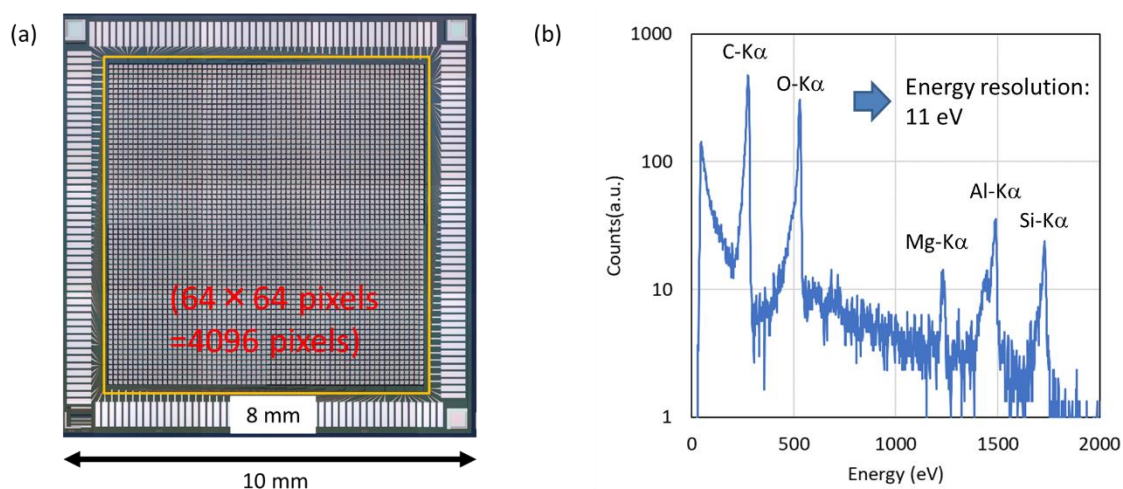 (a)
(64 × 64 pixels
=4096 pixels)
8 mm
10 mm
(b)
1000
100
10
1
Counts(a.u.)
C-Kα
O-Kα
Energy resolution:
11 eV
Mg-Kα
Al-Kα
Si-Kα
0
500
1000
1500
2000
Energy (eV)